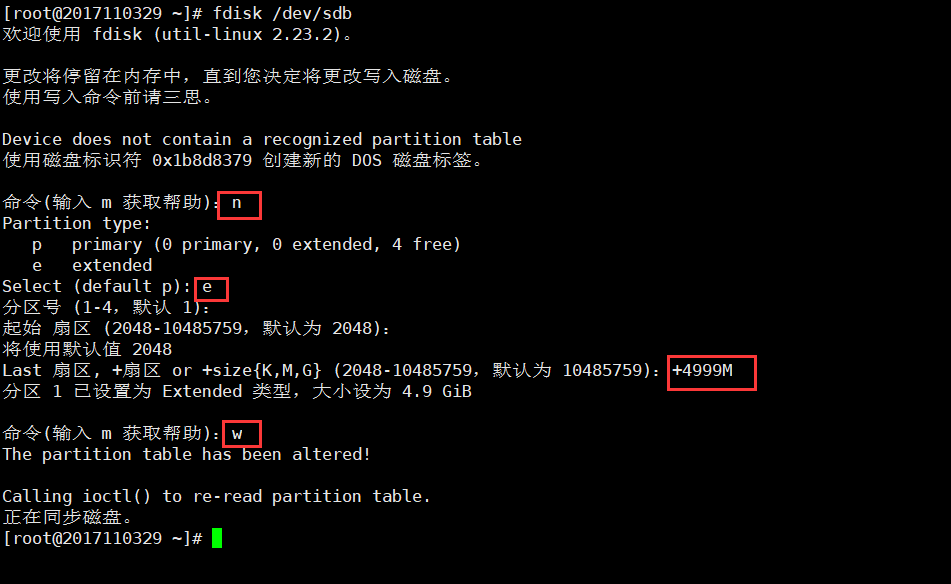 [root@2017110329 ~]# fdisk /dev/sdb
欢迎使用 fdisk (util-linux 2.23.2)。
更改将停留在内存中，直到您决定将更改写入磁盘。
使用写入命令前请三思。
Device does not contain a recognized partition table
使用磁盘标识符 0x1b8d8379 创建新的 DOS 磁盘标签。
命令(输入 m 获取帮助)：n
Partition type:
   p   primary (0 primary, 0 extended, 4 free)
   e   extended
Select (default p): e
分区号 (1-4，默认 1)：
起始 扇区 (2048-10485759，默认为 2048)：
将使用默认值 2048
Last 扇区, +扇区 or +size{K,M,G} (2048-10485759，默认为 10485759)：+4999M
分区 1 已设置为 Extended 类型，大小设为 4.9 GiB
命令(输入 m 获取帮助)：w
The partition table has been altered!
Calling ioctl() to re-read partition table.
正在同步磁盘。
[root@2017110329 ~]#